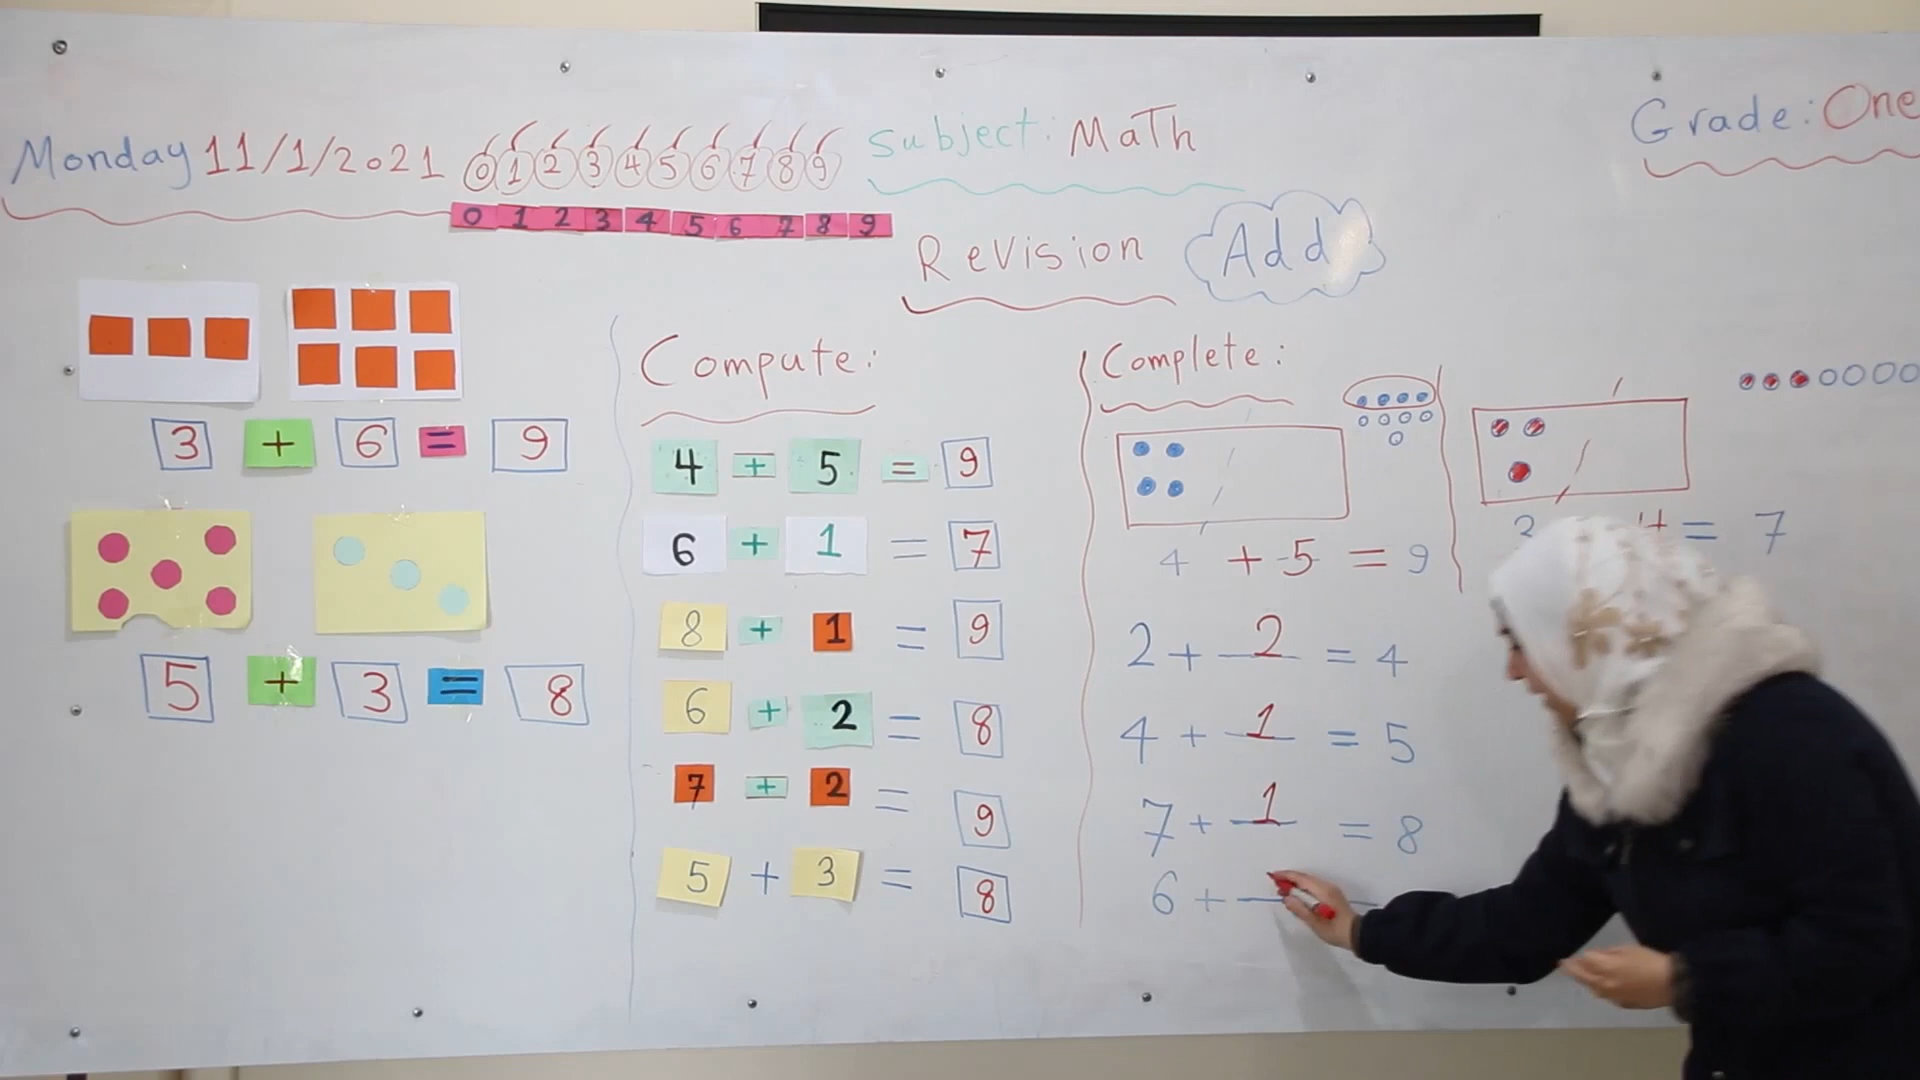 Monday 11/1/2021
0 1 2 3 4 5 6 7 8 9
0 1 2 3 4 5 6 7 8 9
Subject: Math
Grade: One
Revision
Add
3 + 6 = 9
5 + 3 = 8
Compute:
4 + 5 = 9
6 + 1 = 7
8 + 1 = 9
6 + 2 = 8
7 + 2 = 9
5 + 3 = 8
Complete:
4 + 5 = 9
2 + 2 = 4
4 + 1 = 5
7 + 1 = 8
6 +
3 4 = 7